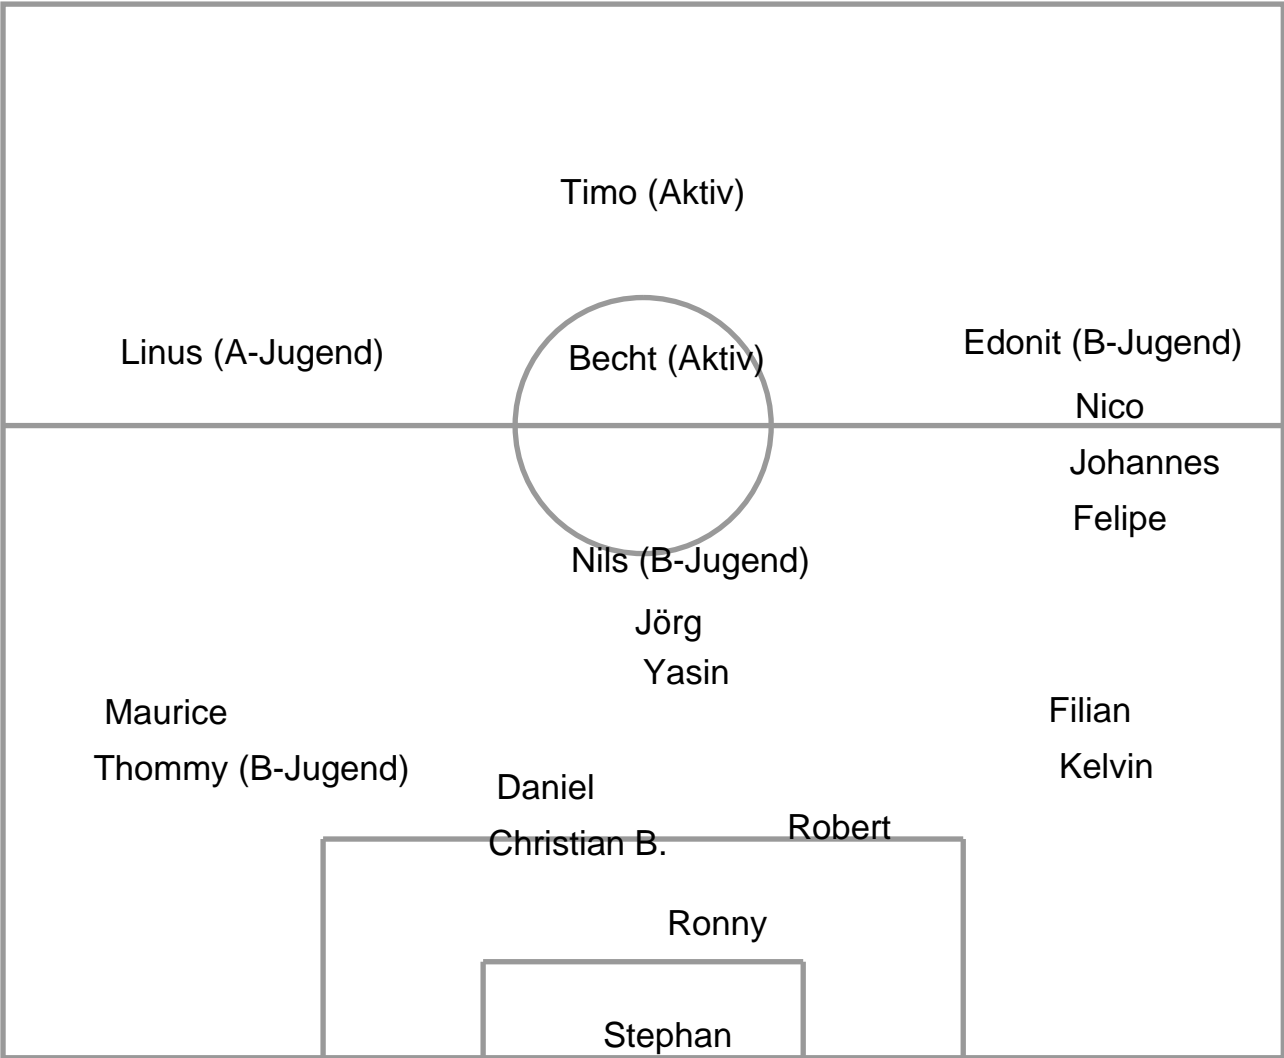 Timo (Aktiv)
Linus (A-Jugend)
Becht (Aktiv)
Edonit (B-Jugend)
Nico
Johannes
Felipe
Nils (B-Jugend)
Jörg
Yasin
Maurice
Thommy (B-Jugend)
Filian
Kelvin
Daniel
Christian B.
Robert
Ronny
Stephan